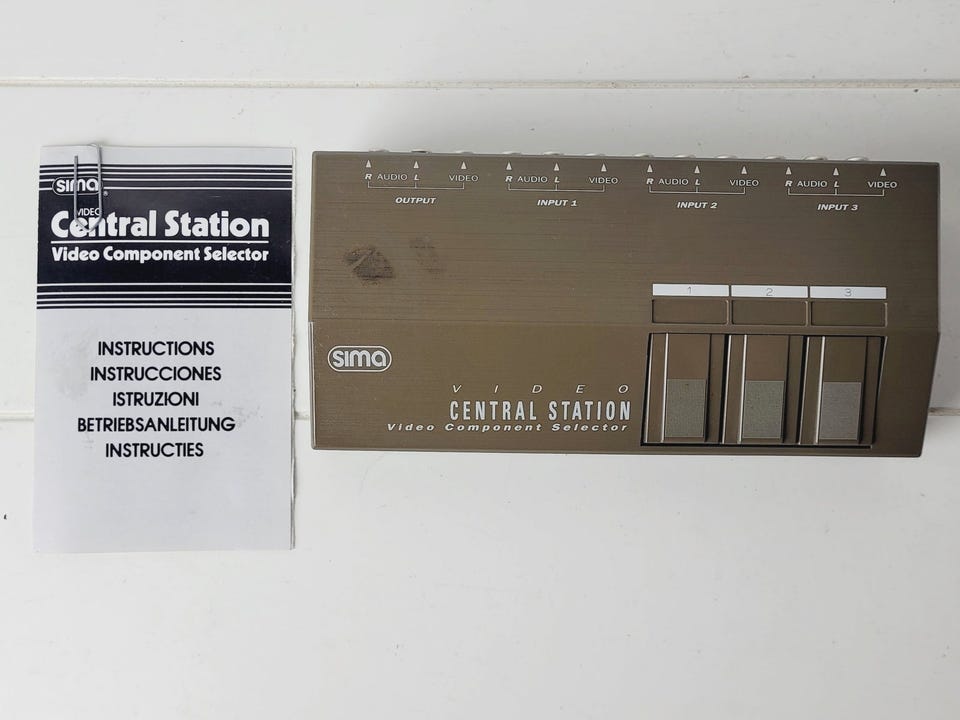 sima®
VIDEO
Central Station
Video Component Selector
INSTRUCTIONS
INSTRUCCIONES
ISTRUZIONI
BETRIEBSANLEITUNG
INSTRUCTIES
R AUDIO L VIDEO R AUDIO L VIDEO R AUDIO L VIDEO R AUDIO L VIDEO
OUTPUT INPUT 1 INPUT 2 INPUT 3
1 2 3
sima
VIDEO
CENTRAL STATION
Video Component Selector